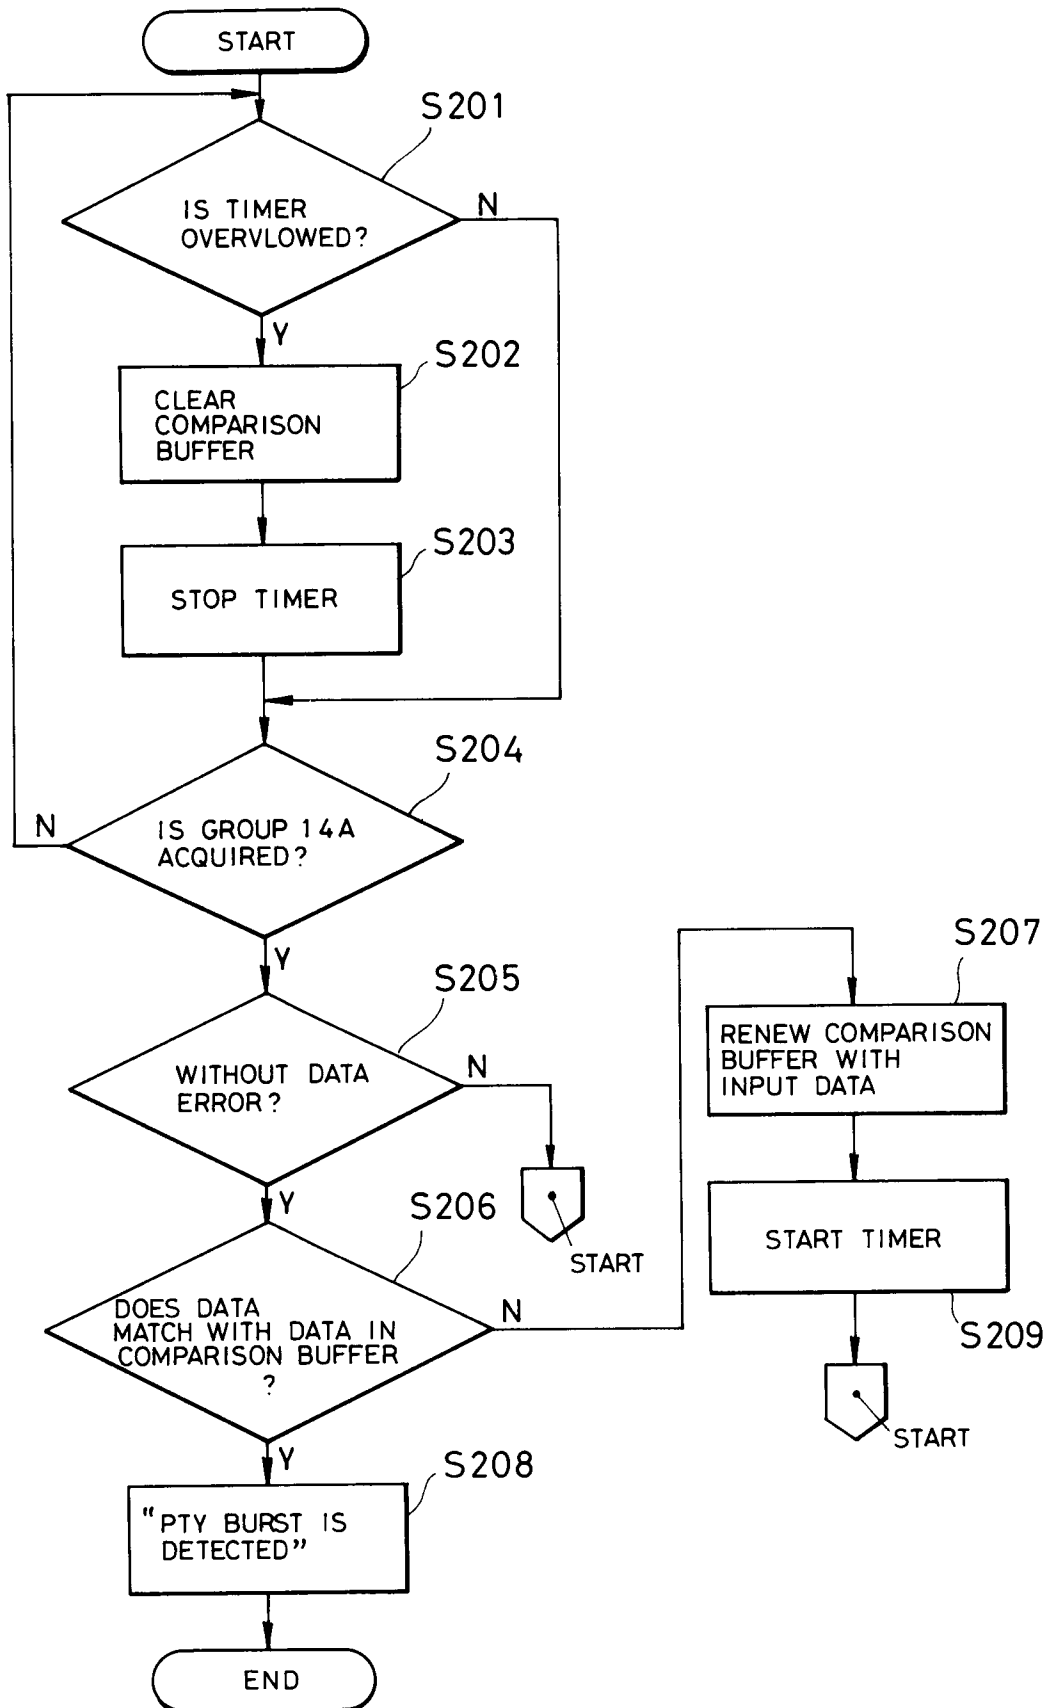 START
S201
IS TIMER
OVERVLOWED?
N
Y
S202
CLEAR
COMPARISON
BUFFER
S203
STOP TIMER
S204
N
IS GROUP 14A
ACQUIRED?
Y
S205
WITHOUT DATA
ERROR?
N
START
Y
S206
DOES DATA
MATCH WITH DATA IN
COMPARISON BUFFER
?
N
S207
RENEW COMPARISON
BUFFER WITH
INPUT DATA
START TIMER
S209
START
Y
S208
"PTY BURST IS
DETECTED"
END